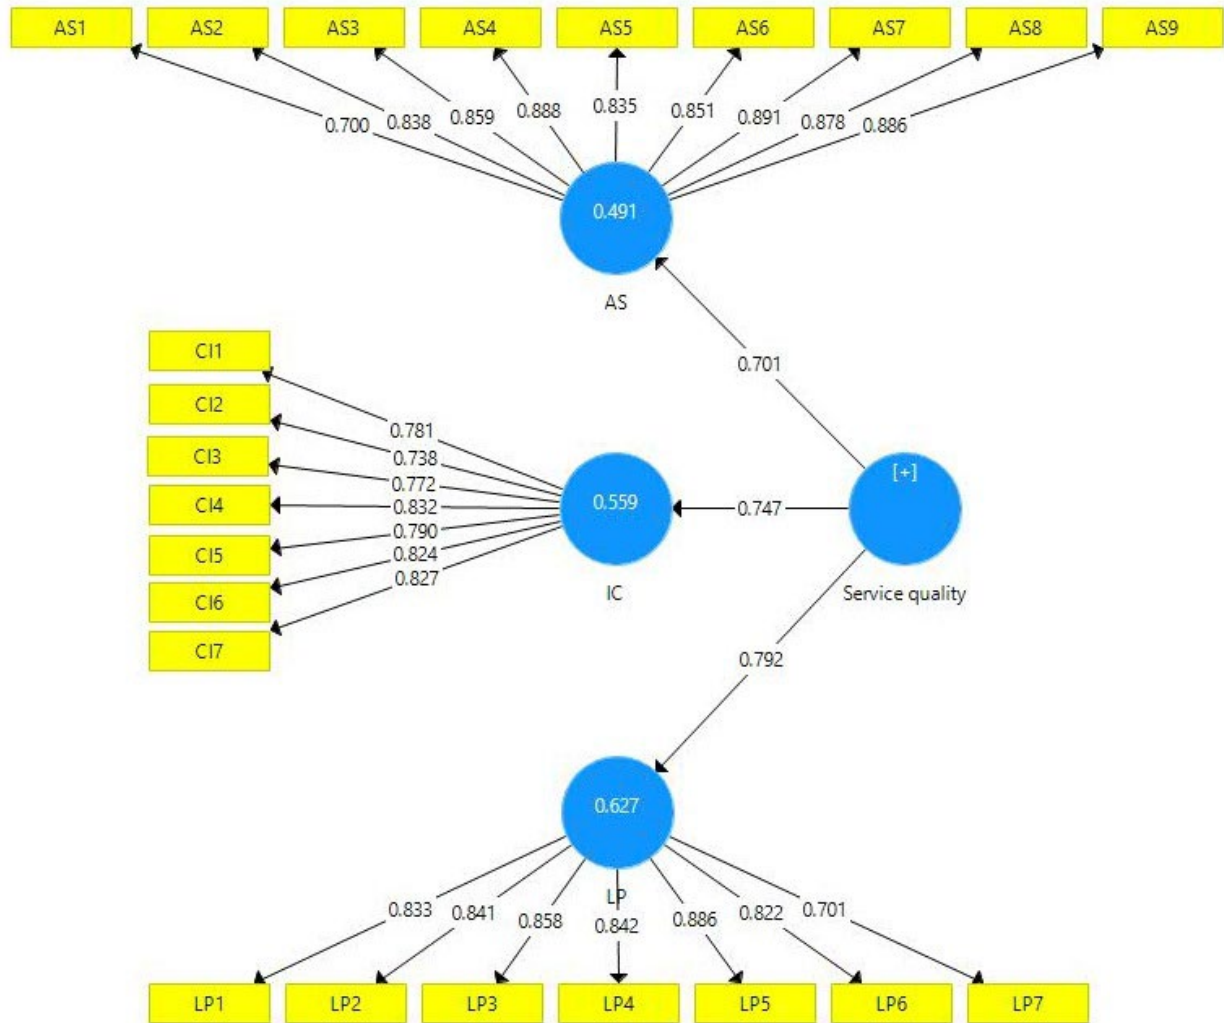 AS1 AS2 AS3 AS4 AS5 AS6 AS7 AS8 AS9
0.700 0.838 0.859 0.888 0.835 0.851 0.891 0.878 0.886
0.491
AS
0.701
CI1
CI2
CI3
CI4
CI5
CI6
CI7
0.781
0.738
0.772
0.832
0.790
0.824
0.827
0.559
IC
0.747
[+]
Service quality
0.792
0.627
LP
0.833 0.841 0.858 0.842 0.886 0.822 0.701
LP1 LP2 LP3 LP4 LP5 LP6 LP7